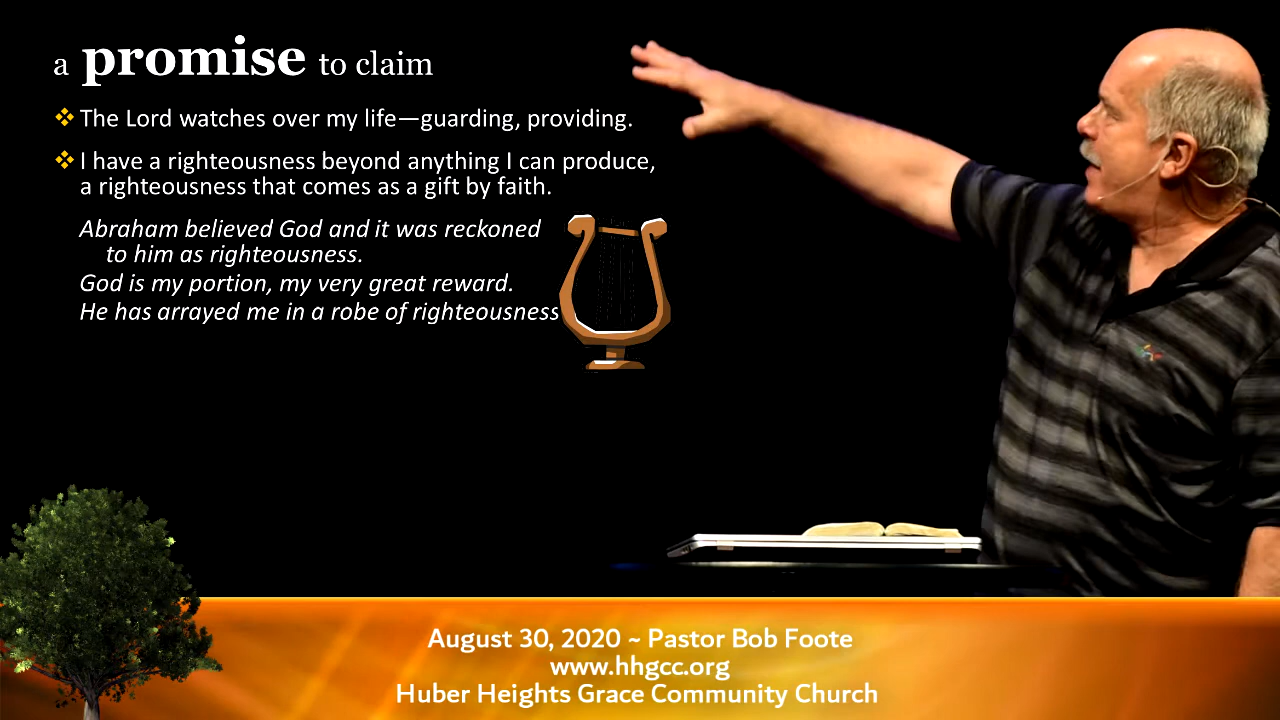 a promise to claim
❖ The Lord watches over my life—guarding, providing.
❖ I have a righteousness beyond anything I can produce,
a righteousness that comes as a gift by faith.
Abraham believed God and it was reckoned
to him as righteousness.
God is my portion, my very great reward.
He has arrayed me in a robe of righteousness
August 30, 2020 ~ Pastor Bob Foote
www.hhgcc.org
Huber Heights Grace Community Church